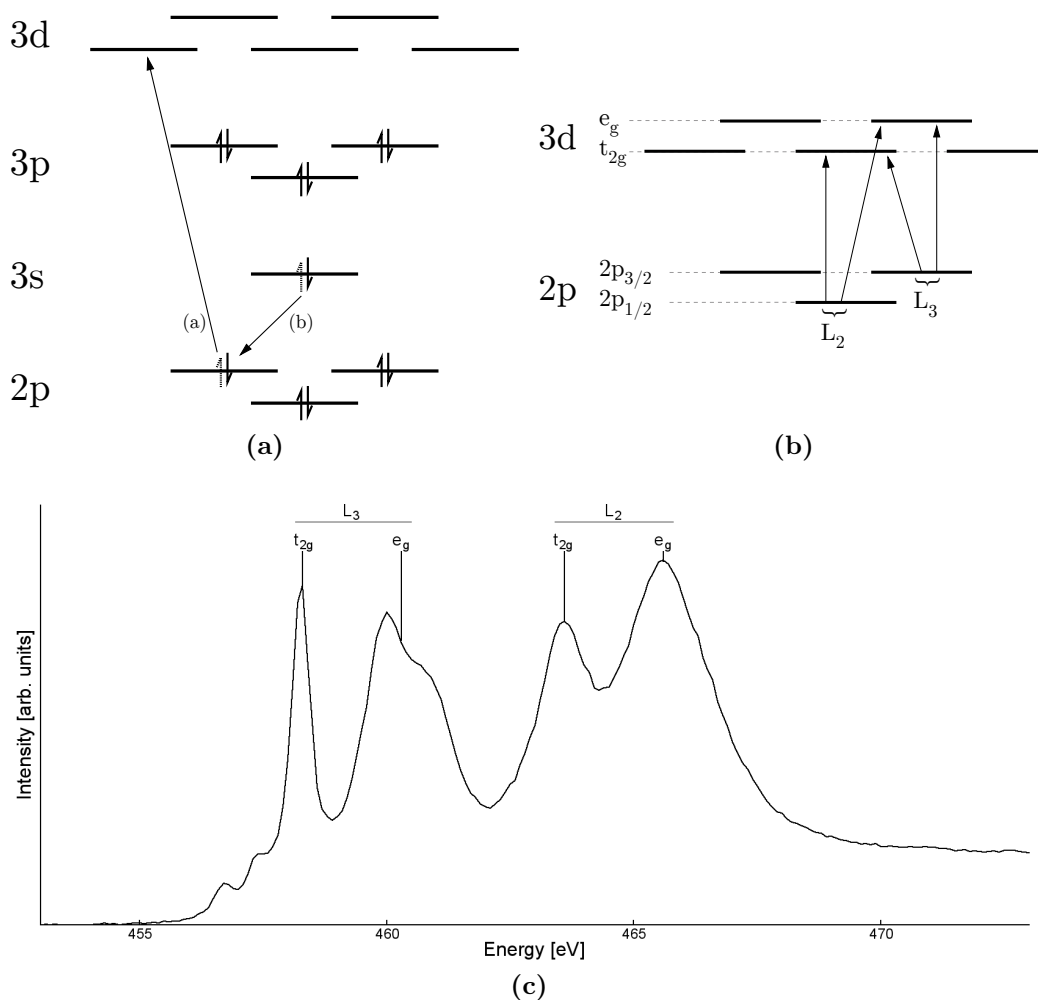 3d
3p
3s
2p
(a)
(b)
(a)
3d
e_g
t_2g
2p
2p_3/2
2p_1/2
L_2
L_3
(b)
L_3
L_2
t_2g
e_g
t_2g
e_g
Intensity [arb. units]
455
460
465
470
Energy [eV]
(c)